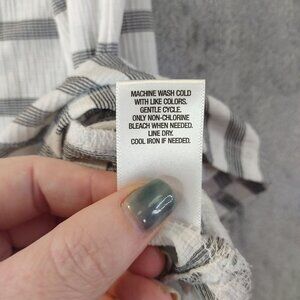 MACHINE WASH COLD
WITH LIKE COLORS.
GENTLE CYCLE.
ONLY NON-CHLORINE
BLEACH WHEN NEEDED.
LINE DRY.
COOL IRON IF NEEDED.